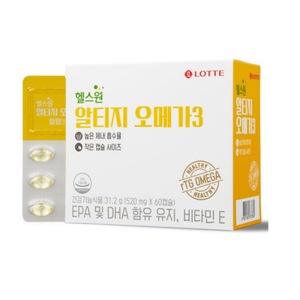 LOTTE
헬스원
알티지 오메가3
높은 체내 흡수율
작은 캡슐 사이즈
HEALTHY
rTG OMEGA
HEALTHY
건강기능식품 31.2 g (520 mg X 60캡슐)
EPA 및 DHA 함유 유지, 비타민 E
헬스원
알티지 오